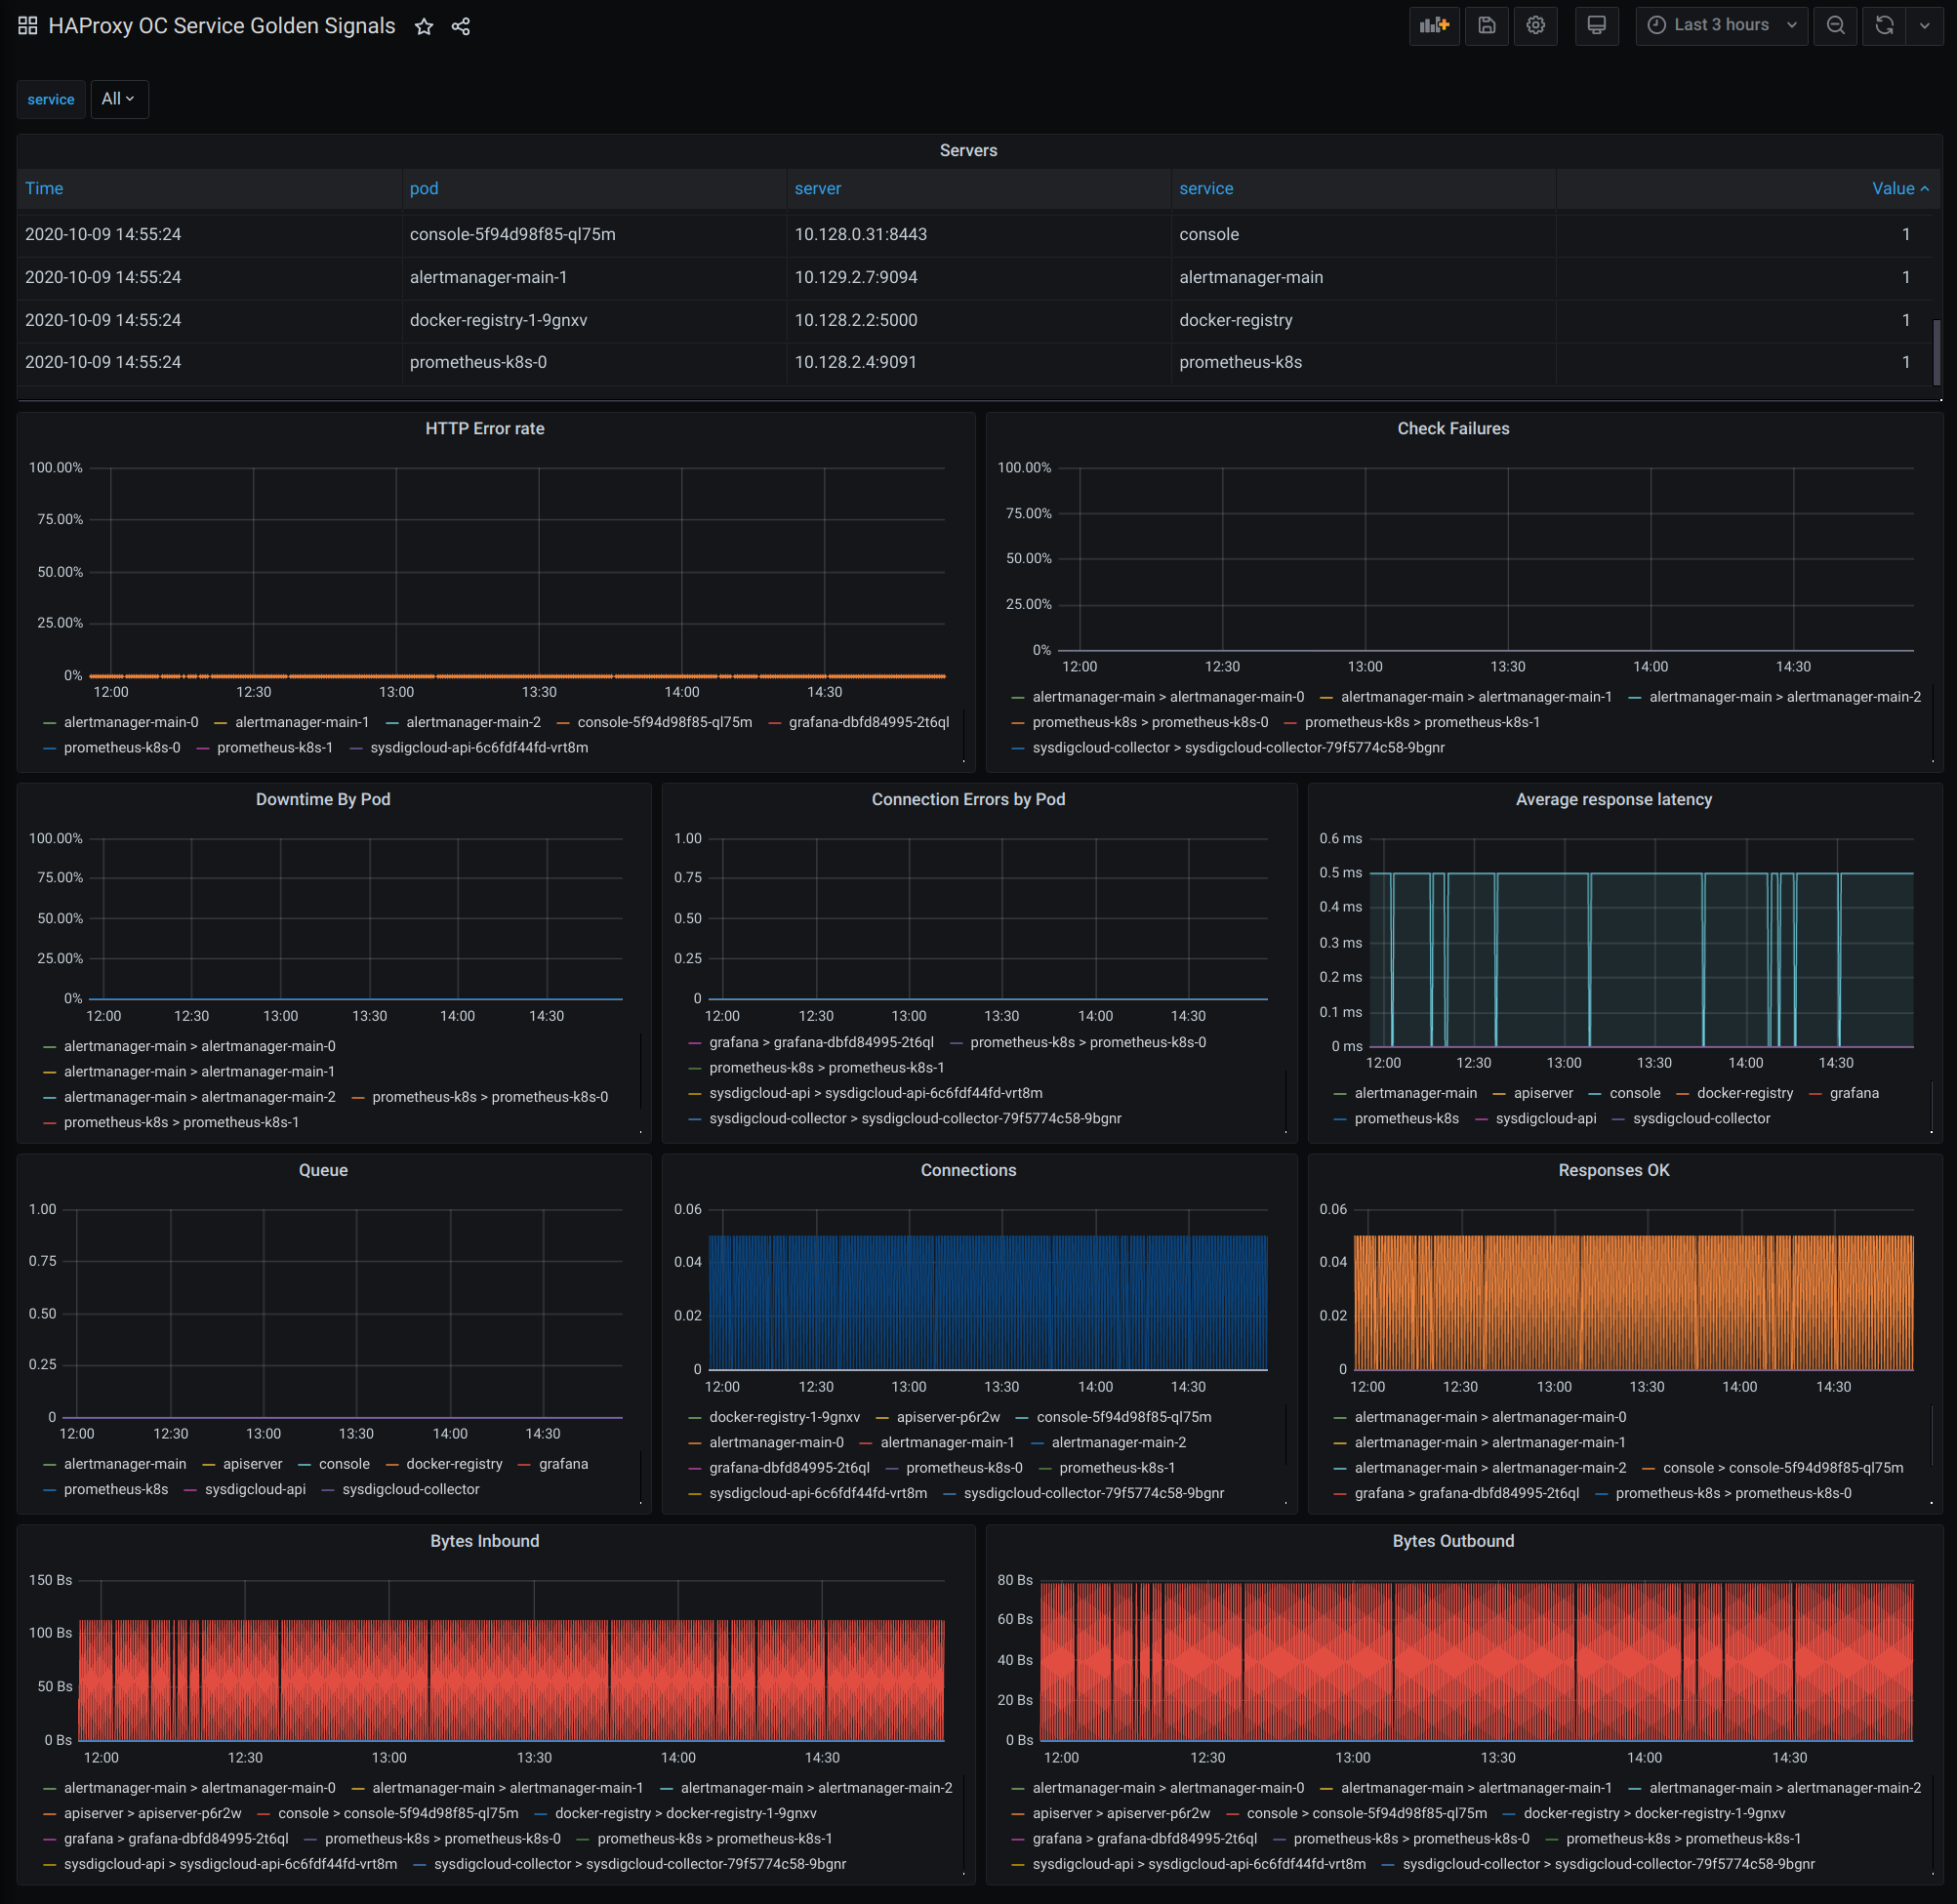 HAProxy OC Service Golden Signals
Last 3 hours
service All
Servers
Time pod server service Value
2020-10-09 14:55:24 console-5f94d98f85-ql75m 10.128.0.31:8443 console 1
2020-10-09 14:55:24 alertmanager-main-1 10.129.2.7:9094 alertmanager-main 1
2020-10-09 14:55:24 docker-registry-1-9gnxv 10.128.2.2:5000 docker-registry 1
2020-10-09 14:55:24 prometheus-k8s-0 10.128.2.4:9091 prometheus-k8s 1
HTTP Error rate
100.00%
75.00%
50.00%
25.00%
0%
12:00 12:30 13:00 13:30 14:00 14:30
alertmanager-main-0 alertmanager-main-1 alertmanager-main-2 console-5f94d98f85-ql75m grafana-dbfd84995-2t6ql
prometheus-k8s-0 prometheus-k8s-1 sysdigcloud-api-6c6fdf44fd-vrt8m
Check Failures
100.00%
75.00%
50.00%
25.00%
0%
12:00 12:30 13:00 13:30 14:00 14:30
alertmanager-main > alertmanager-main-0 alertmanager-main > alertmanager-main-1 alertmanager-main > alertmanager-main-2
prometheus-k8s > prometheus-k8s-0 prometheus-k8s > prometheus-k8s-1
sysdigcloud-collector > sysdigcloud-collector-79f5774c58-9bgnr
Downtime By Pod
100.00%
75.00%
50.00%
25.00%
0%
12:00 12:30 13:00 13:30 14:00 14:30
alertmanager-main > alertmanager-main-0
alertmanager-main > alertmanager-main-1
alertmanager-main > alertmanager-main-2 prometheus-k8s > prometheus-k8s-0
prometheus-k8s > prometheus-k8s-1
Connection Errors by Pod
1.00
0.75
0.50
0.25
0
12:00 12:30 13:00 13:30 14:00 14:30
grafana > grafana-dbfd84995-2t6ql prometheus-k8s > prometheus-k8s-0
prometheus-k8s > prometheus-k8s-1
sysdigcloud-api > sysdigcloud-api-6c6fdf44fd-vrt8m
sysdigcloud-collector > sysdigcloud-collector-79f5774c58-9bgnr
Average response latency
0.6 ms
0.5 ms
0.4 ms
0.3 ms
0.2 ms
0.1 ms
0 ms
12:00 12:30 13:00 13:30 14:00 14:30
alertmanager-main apiserver console docker-registry grafana
prometheus-k8s sysdigcloud-api sysdigcloud-collector
Queue
1.00
0.75
0.50
0.25
0
12:00 12:30 13:00 13:30 14:00 14:30
alertmanager-main apiserver console docker-registry grafana
prometheus-k8s sysdigcloud-api sysdigcloud-collector
Connections
0.06
0.04
0.02
0
12:00 12:30 13:00 13:30 14:00 14:30
docker-registry-1-9gnxv apiserver-p6r2w console-5f94d98f85-ql75m
alertmanager-main-0 alertmanager-main-1 alertmanager-main-2
grafana-dbfd84995-2t6ql prometheus-k8s-0 prometheus-k8s-1
sysdigcloud-api-6c6fdf44fd-vrt8m sysdigcloud-collector-79f5774c58-9bgnr
Responses OK
0.06
0.04
0.02
0
12:00 12:30 13:00 13:30 14:00 14:30
alertmanager-main > alertmanager-main-0
alertmanager-main > alertmanager-main-1
alertmanager-main > alertmanager-main-2 console > console-5f94d98f85-ql75m
grafana > grafana-dbfd84995-2t6ql prometheus-k8s > prometheus-k8s-0
Bytes Inbound
150 Bs
100 Bs
50 Bs
0 Bs
12:00 12:30 13:00 13:30 14:00 14:30
alertmanager-main > alertmanager-main-0 alertmanager-main > alertmanager-main-1 alertmanager-main > alertmanager-main-2
apiserver > apiserver-p6r2w console > console-5f94d98f85-ql75m docker-registry > docker-registry-1-9gnxv
grafana > grafana-dbfd84995-2t6ql prometheus-k8s > prometheus-k8s-0 prometheus-k8s > prometheus-k8s-1
sysdigcloud-api > sysdigcloud-api-6c6fdf44fd-vrt8m sysdigcloud-collector > sysdigcloud-collector-79f5774c58-9bgnr
Bytes Outbound
80 Bs
60 Bs
40 Bs
20 Bs
0 Bs
12:00 12:30 13:00 13:30 14:00 14:30
alertmanager-main > alertmanager-main-0 alertmanager-main > alertmanager-main-1 alertmanager-main > alertmanager-main-2
apiserver > apiserver-p6r2w console > console-5f94d98f85-ql75m docker-registry > docker-registry-1-9gnxv
grafana > grafana-dbfd84995-2t6ql prometheus-k8s > prometheus-k8s-0 prometheus-k8s > prometheus-k8s-1
sysdigcloud-api > sysdigcloud-api-6c6fdf44fd-vrt8m sysdigcloud-collector > sysdigcloud-collector-79f5774c58-9bgnr